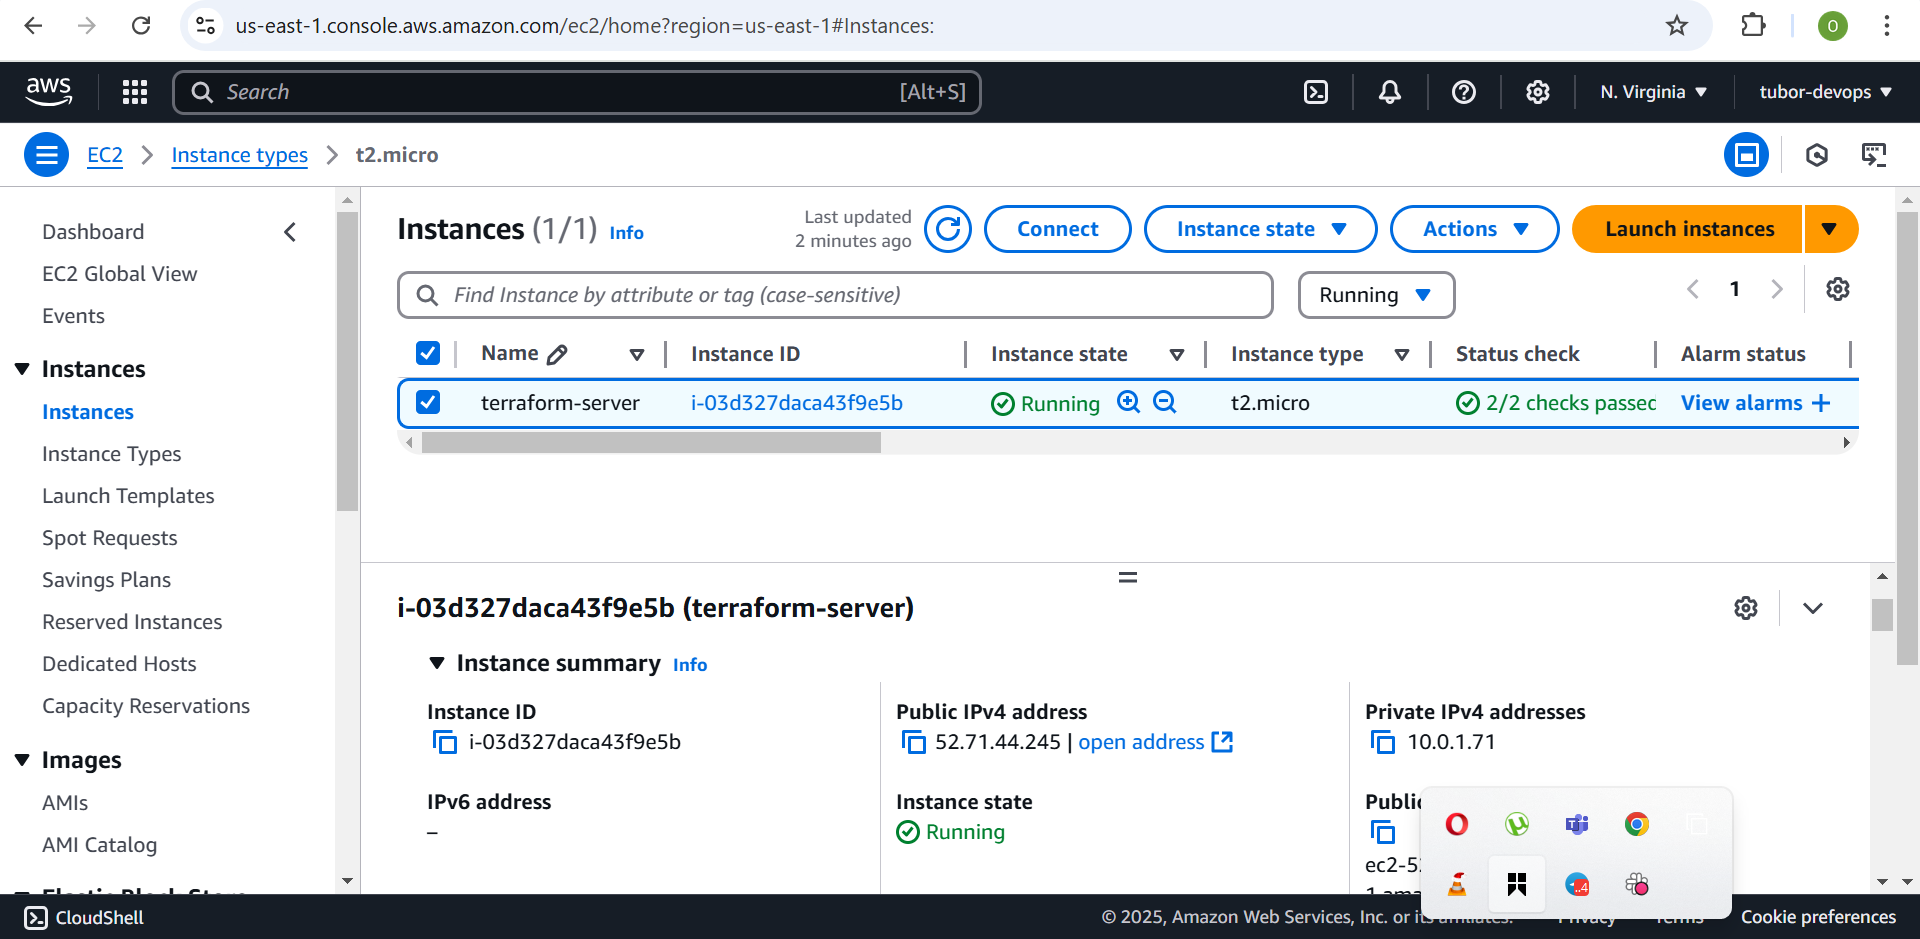 us-east-1.console.aws.amazon.com/ec2/home?region=us-east-1#Instances:
O
aws
Search
[Alt+S]
N. Virginia
tubor-devops
EC2
Instance types
t2.micro
Dashboard
EC2 Global View
Events
Instances
Instances
Instance Types
Launch Templates
Spot Requests
Savings Plans
Reserved Instances
Dedicated Hosts
Capacity Reservations
Images
AMIs
AMI Catalog
Elastic Block Store
Instances (1/1) Info
Last updated
2 minutes ago
Connect
Instance state
Actions
Launch instances
Find Instance by attribute or tag (case-sensitive)
Running
1
Name
Instance ID
Instance state
Instance type
Status check
Alarm status
terraform-server
i-03d327daca43f9e5b
Running
t2.micro
2/2 checks passed
View alarms +
i-03d327daca43f9e5b (terraform-server)
Instance summary Info
Instance ID
i-03d327daca43f9e5b
Public IPv4 address
52.71.44.245 | open address
Private IPv4 addresses
10.0.1.71
IPv6 address
–
Instance state
Running
Public
ec2-5
CloudShell
© 2025, Amazon Web Services, Inc. or its affiliates.
Privacy
Terms
Cookie preferences